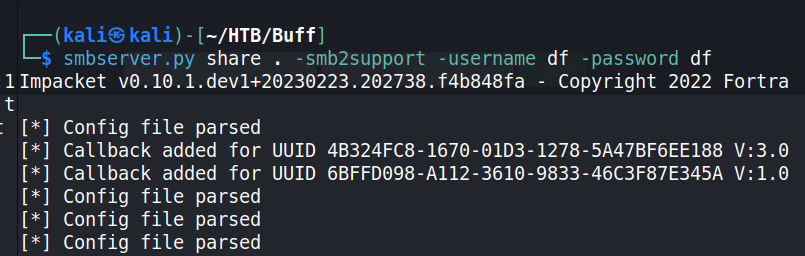 ┌──(kali㉿kali)-[~/HTB/Buff]
└─$ smbserver.py share . -smb2support -username df -password df
1 Impacket v0.10.1.dev1+20230223.202738.f4b848fa - Copyright 2022 Fortra
t
t [*] Config file parsed
[*] Callback added for UUID 4B324FC8-1670-01D3-1278-5A47BF6EE188 V:3.0
[*] Callback added for UUID 6BFFD098-A112-3610-9833-46C3F87E345A V:1.0
[*] Config file parsed
[*] Config file parsed
[*] Config file parsed